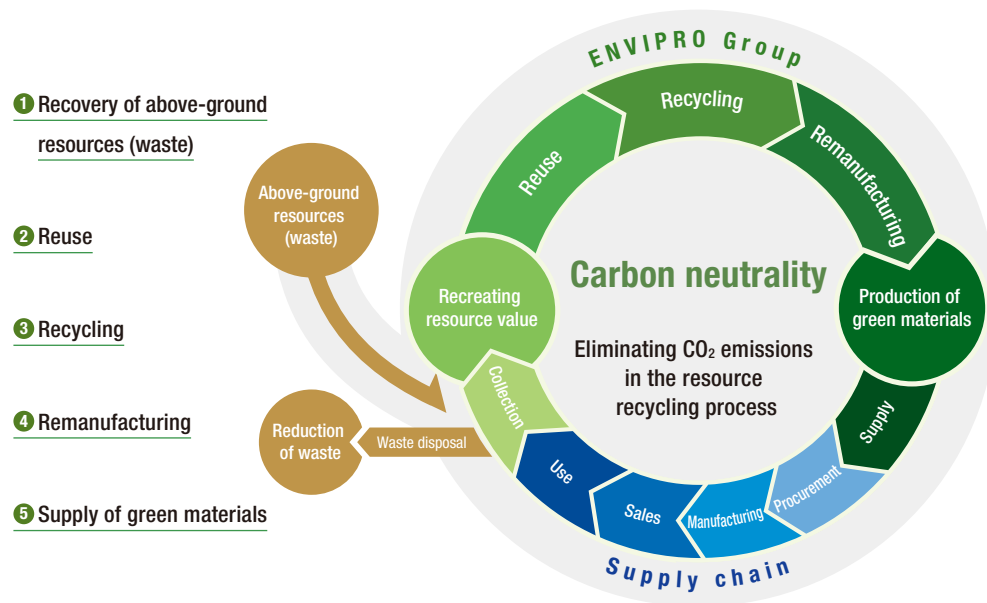 1 Recovery of above-ground
resources (waste)
2 Reuse
3 Recycling
4 Remanufacturing
5 Supply of green materials
Above-ground
resources
(waste)
Reduction
of waste
Waste disposal
ENVIPRO Group
Reuse
Recycling
Remanufacturing
Recreating
resource value
Production of
green materials
Carbon neutrality
Eliminating CO₂ emissions
in the resource
recycling process
Collection
Use
Sales
Manufacturing
Procurement
Supply
Supply chain